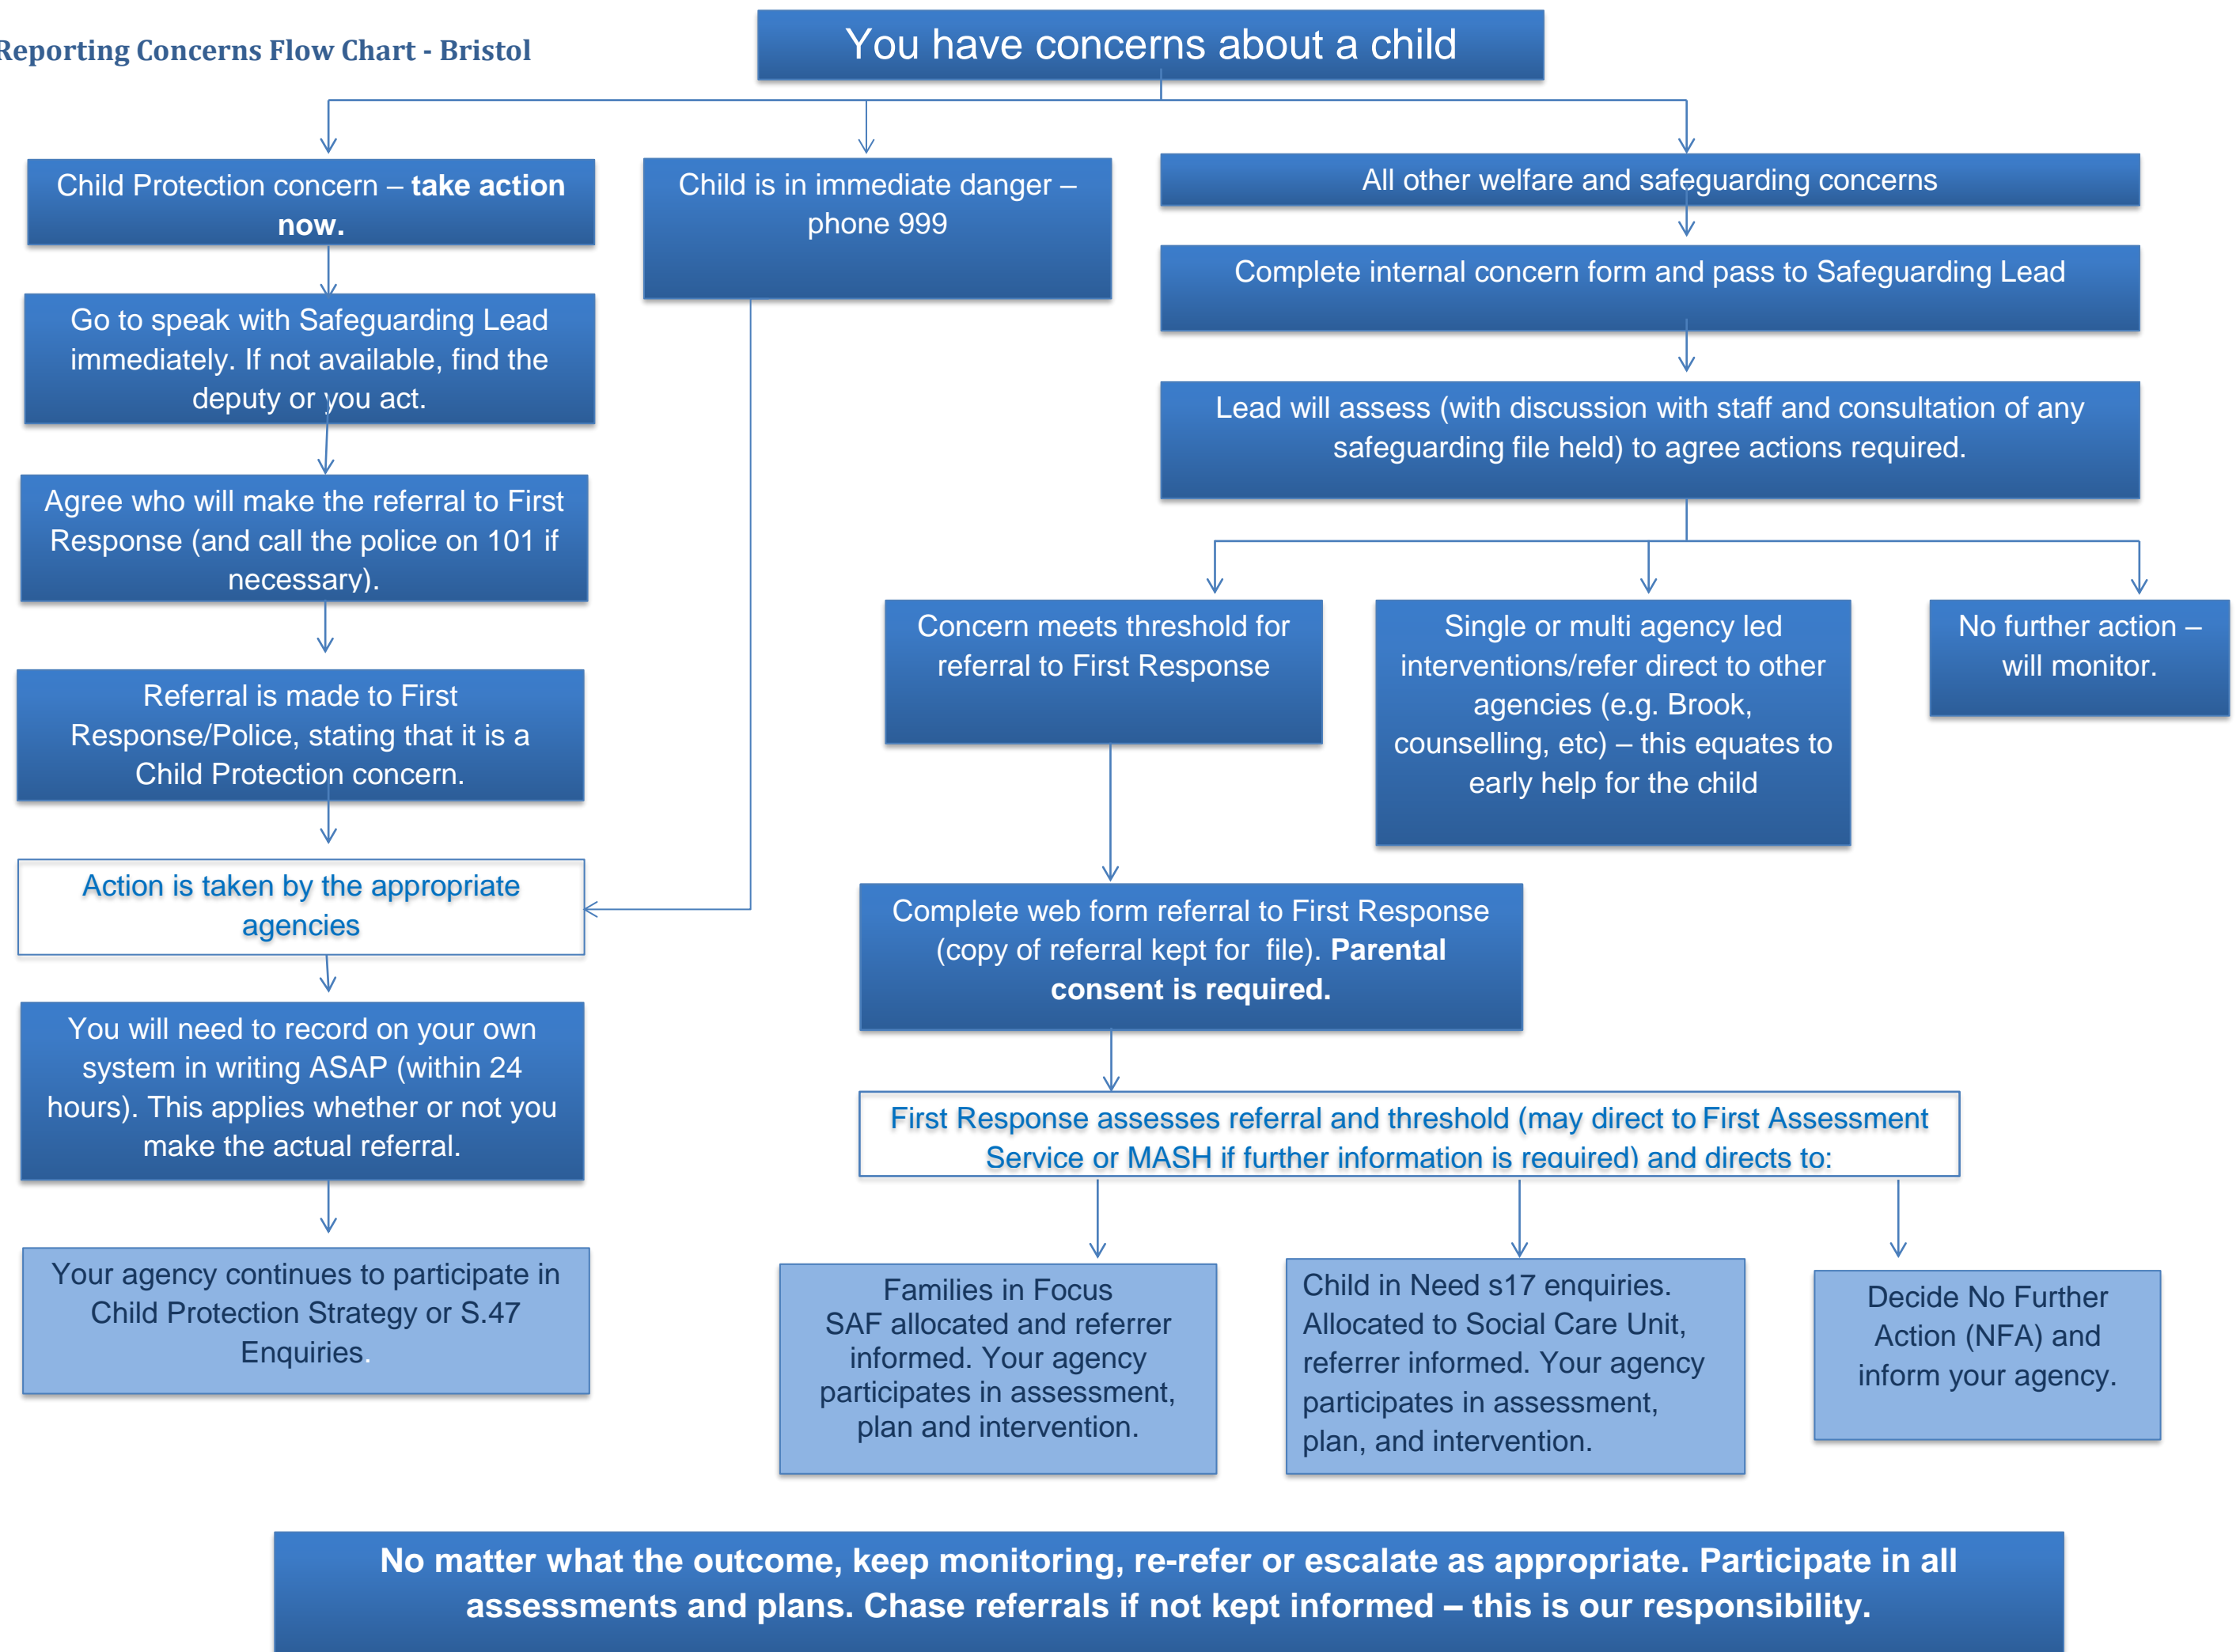 Reporting Concerns Flow Chart - Bristol
You have concerns about a child
Child Protection concern – take action
now.
Child is in immediate danger –
phone 999
All other welfare and safeguarding concerns
Go to speak with Safeguarding Lead
immediately. If not available, find the
deputy or you act.
Complete internal concern form and pass to Safeguarding Lead
Lead will assess (with discussion with staff and consultation of any
safeguarding file held) to agree actions required.
Agree who will make the referral to First
Response (and call the police on 101 if
necessary).
Concern meets threshold for
referral to First Response
Single or multi agency led
interventions/refer direct to other
agencies (e.g. Brook,
counselling, etc) – this equates to
early help for the child
No further action –
will monitor.
Referral is made to First
Response/Police, stating that it is a
Child Protection concern.
Action is taken by the appropriate
agencies
Complete web form referral to First Response
(copy of referral kept for file). Parental
consent is required.
You will need to record on your own
system in writing ASAP (within 24
hours). This applies whether or not you
make the actual referral.
First Response assesses referral and threshold (may direct to First Assessment
Service or MASH if further information is required) and directs to:
Your agency continues to participate in
Child Protection Strategy or S.47
Enquiries.
Families in Focus
SAF allocated and referrer
informed. Your agency
participates in assessment,
plan and intervention.
Child in Need s17 enquiries.
Allocated to Social Care Unit,
referrer informed. Your agency
participates in assessment,
plan, and intervention.
Decide No Further
Action (NFA) and
inform your agency.
No matter what the outcome, keep monitoring, re-refer or escalate as appropriate. Participate in all
assessments and plans. Chase referrals if not kept informed – this is our responsibility.